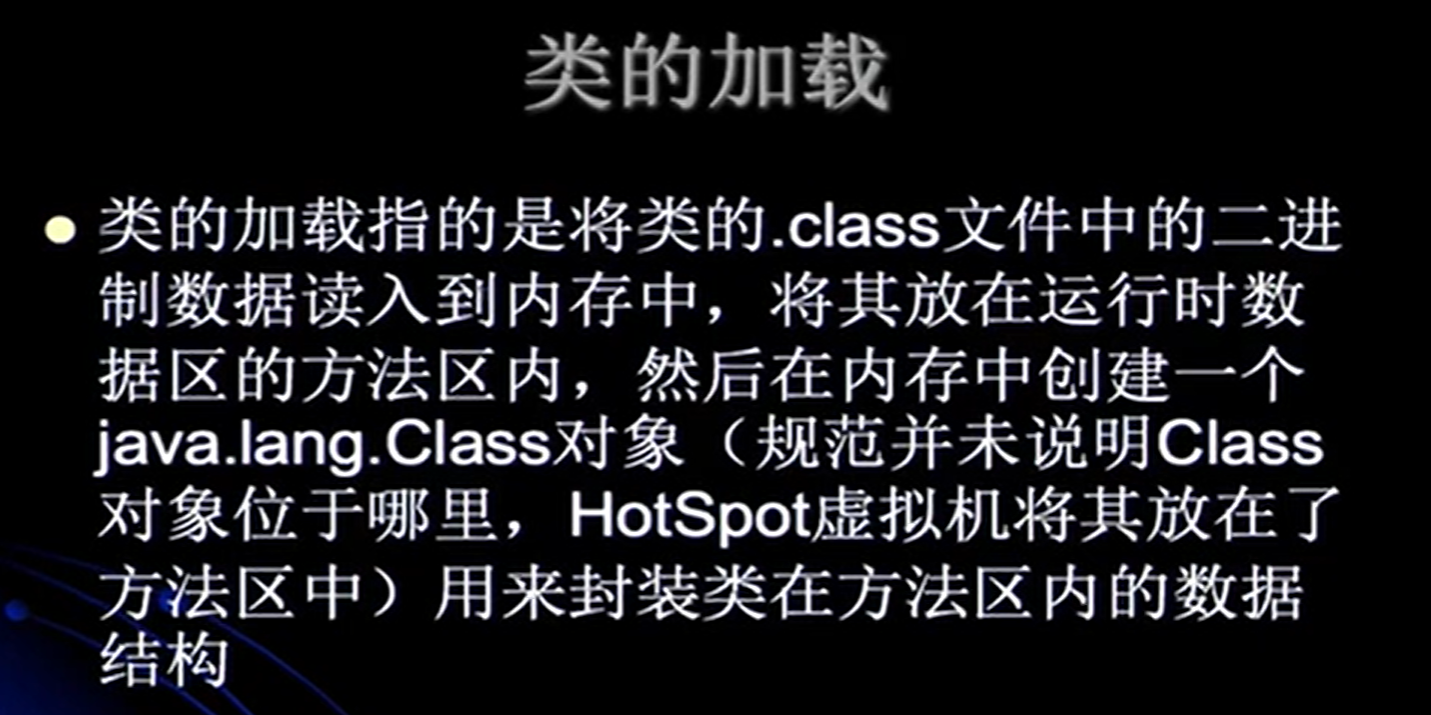 类的加载
类的加载指的是将类的.class文件中的二进
制数据读入到内存中，将其放在运行时数
据区的方法区内，然后在内存中创建一个
java.lang.Class对象（规范并未说明Class
对象位于哪里，HotSpot虚拟机将其放在了
方法区中）用来封装类在方法区内的数据
结构